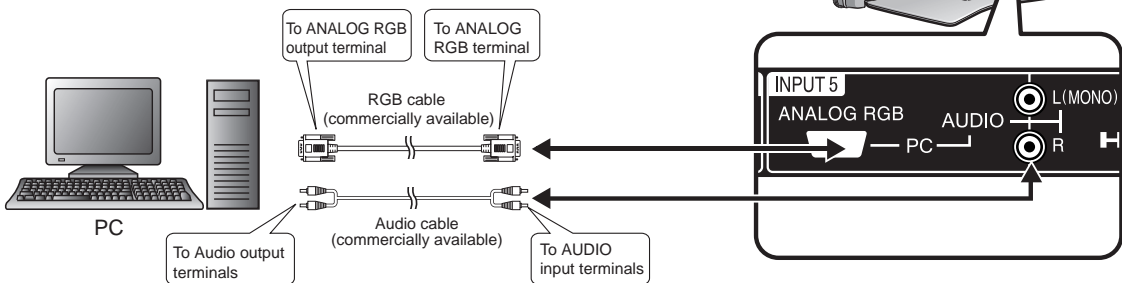 To ANALOG RGB
output terminal
To ANALOG
RGB terminal
RGB cable
(commercially available)
PC
Audio cable
(commercially available)
To Audio output
terminals
To AUDIO
input terminals
INPUT 5
ANALOG RGB
AUDIO
L(MONO)
PC
R